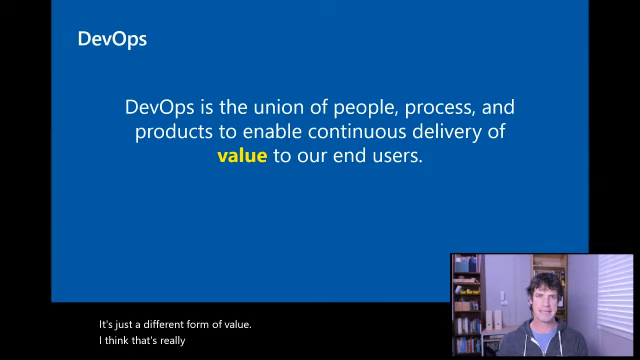 DevOps
DevOps is the union of people, process, and
products to enable continuous delivery of
value to our end users.
It's just a different form of value.
I think that's really